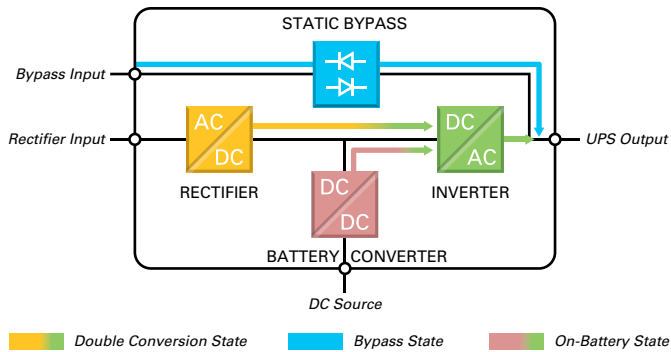 STATIC BYPASS
Bypass Input
Rectifier Input
AC
DC
DC
AC
UPS Output
RECTIFIER
INVERTER
DC
DC
BATTERY CONVERTER
DC Source
Double Conversion State
Bypass State
On-Battery State